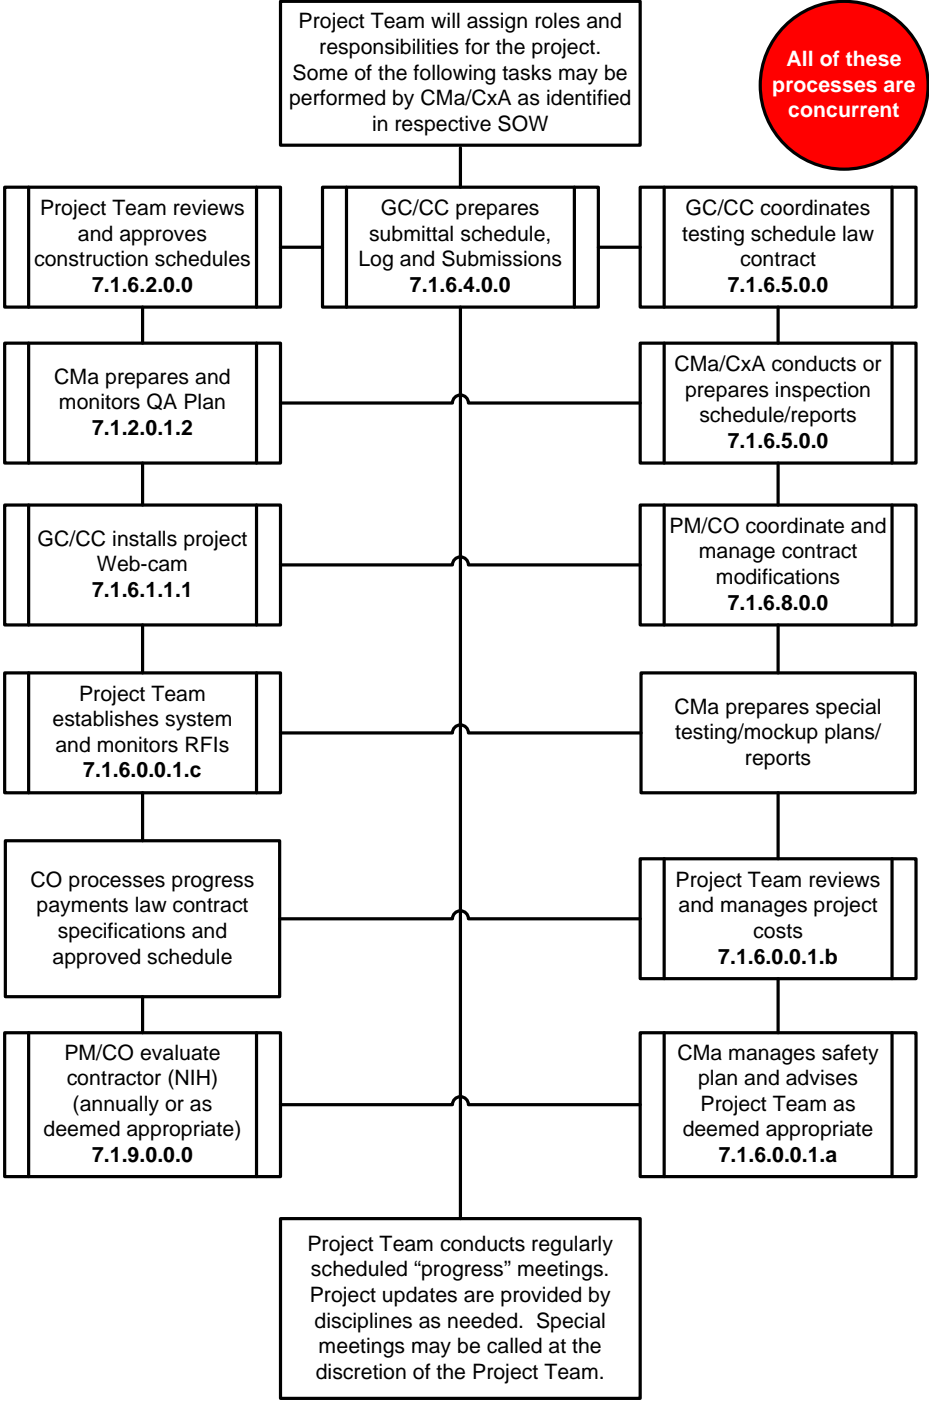 Project Team will assign roles and
responsibilities for the project.
Some of the following tasks may be
performed by CMa/CxA as identified
in respective SOW
All of these
processes are
concurrent
Project Team reviews
and approves
construction schedules
7.1.6.2.0.0
GC/CC prepares
submittal schedule,
Log and Submissions
7.1.6.4.0.0
GC/CC coordinates
testing schedule law
contract
7.1.6.5.0.0
CMa prepares and
monitors QA Plan
7.1.2.0.1.2
CMa/CxA conducts or
prepares inspection
schedule/reports
7.1.6.5.0.0
GC/CC installs project
Web-cam
7.1.6.1.1.1
PM/CO coordinate and
manage contract
modifications
7.1.6.8.0.0
Project Team
establishes system
and monitors RFIs
7.1.6.0.0.1.c
CMa prepares special
testing/mockup plans/
reports
CO processes progress
payments law contract
specifications and
approved schedule
Project Team reviews
and manages project
costs
7.1.6.0.0.1.b
PM/CO evaluate
contractor (NIH)
(annually or as
deemed appropriate)
7.1.9.0.0.0
CMa manages safety
plan and advises
Project Team as
deemed appropriate
7.1.6.0.0.1.a
Project Team conducts regularly
scheduled “progress” meetings.
Project updates are provided by
disciplines as needed.  Special
meetings may be called at the
discretion of the Project Team.